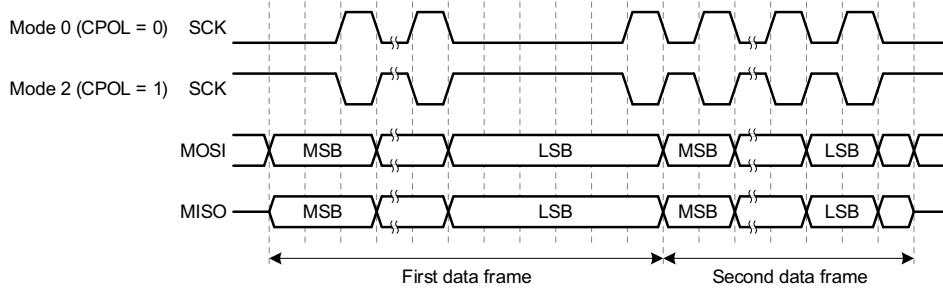 Mode 0 (CPOL = 0) SCK
Mode 2 (CPOL = 1) SCK
MOSI MSB LSB MSB LSB
MISO MSB LSB MSB LSB
First data frame Second data frame